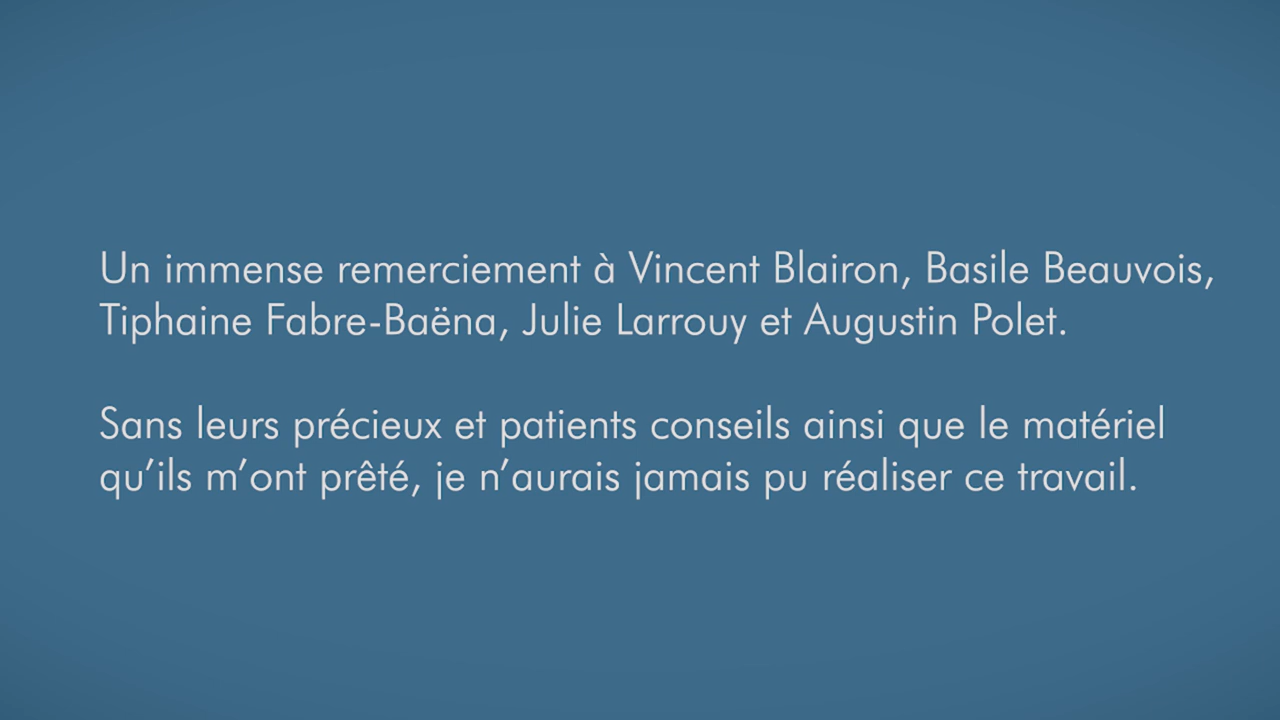 Un immense remerciement à Vincent Blairon, Basile Beauvois,
Tiphaine Fabre-Baëna, Julie Larrouy et Augustin Polet.
Sans leurs précieux et patients conseils ainsi que le matériel
qu’ils m’ont prêté, je n’aurais jamais pu réaliser ce travail.